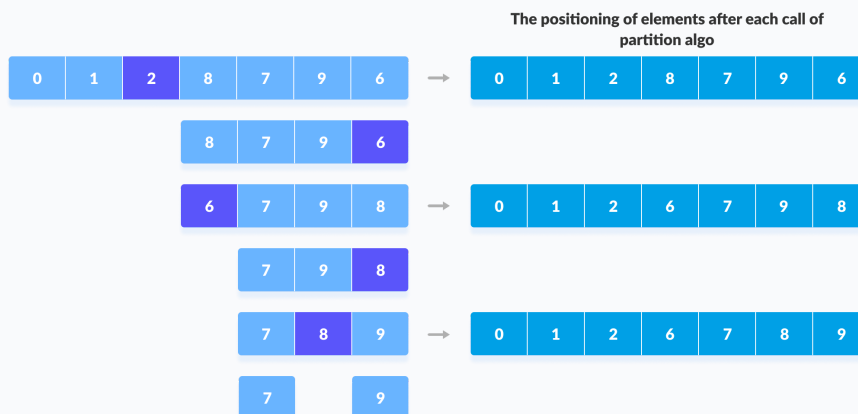 The positioning of elements after each call of
partition algo
0 1 2 8 7 9 6 0 1 2 8 7 9 6
8 7 9 6
6 7 9 8 0 1 2 6 7 9 8
7 9 8
7 8 9 0 1 2 6 7 8 9
7 9